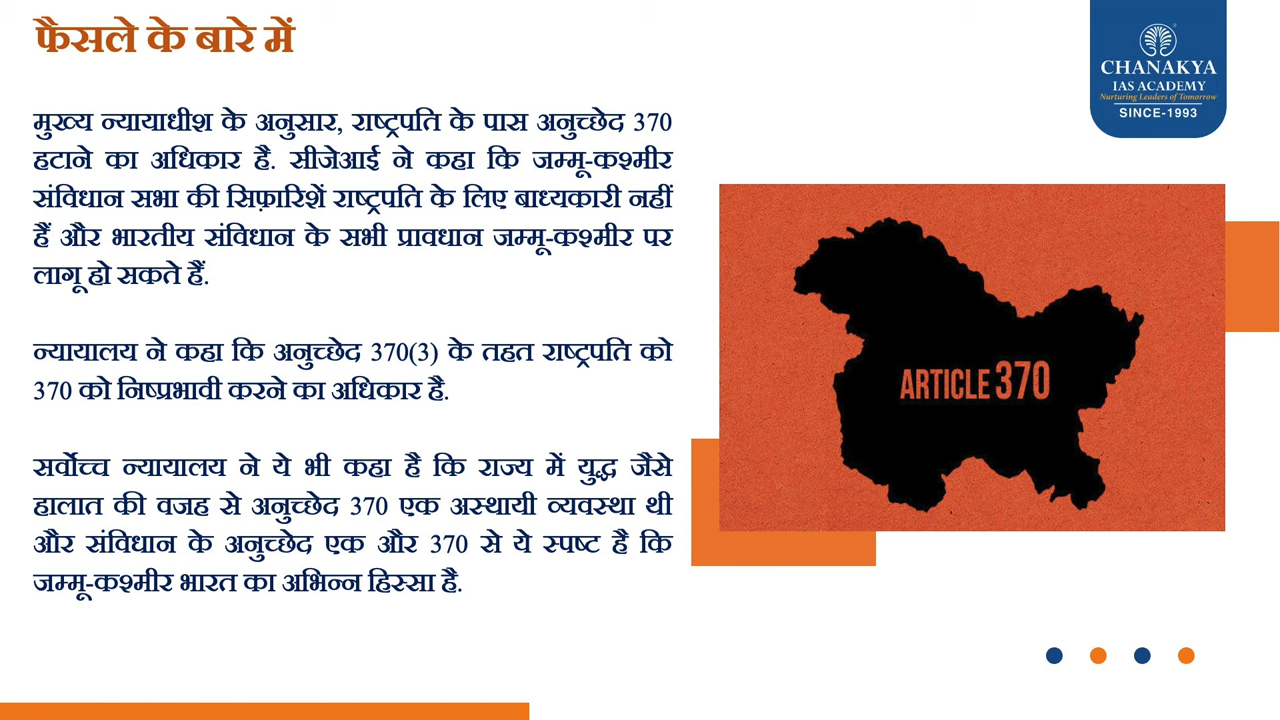 फैसले के बारे में
CHANAKYA
IAS ACADEMY
Nurturing Leaders of Tomorrow
SINCE-1993
मुख्य न्यायाधीश के अनुसार, राष्ट्रपति के पास अनुच्छेद 370
हटाने का अधिकार है. सीजेआई ने कहा कि जम्मू-कश्मीर
संविधान सभा की सिफ़ारिशें राष्ट्रपति के लिए बाध्यकारी नहीं
हैं और भारतीय संविधान के सभी प्रावधान जम्मू-कश्मीर पर
लागू हो सकते हैं.
न्यायालय ने कहा कि अनुच्छेद 370(3) के तहत राष्ट्रपति को
370 को निष्प्रभावी करने का अधिकार है.
सर्वोच्च न्यायालय ने ये भी कहा है कि राज्य में युद्ध जैसे
हालात की वजह से अनुच्छेद 370 एक अस्थायी व्यवस्था थी
और संविधान के अनुच्छेद एक और 370 से ये स्पष्ट है कि
जम्मू-कश्मीर भारत का अभिन्न हिस्सा है.
ARTICLE 370